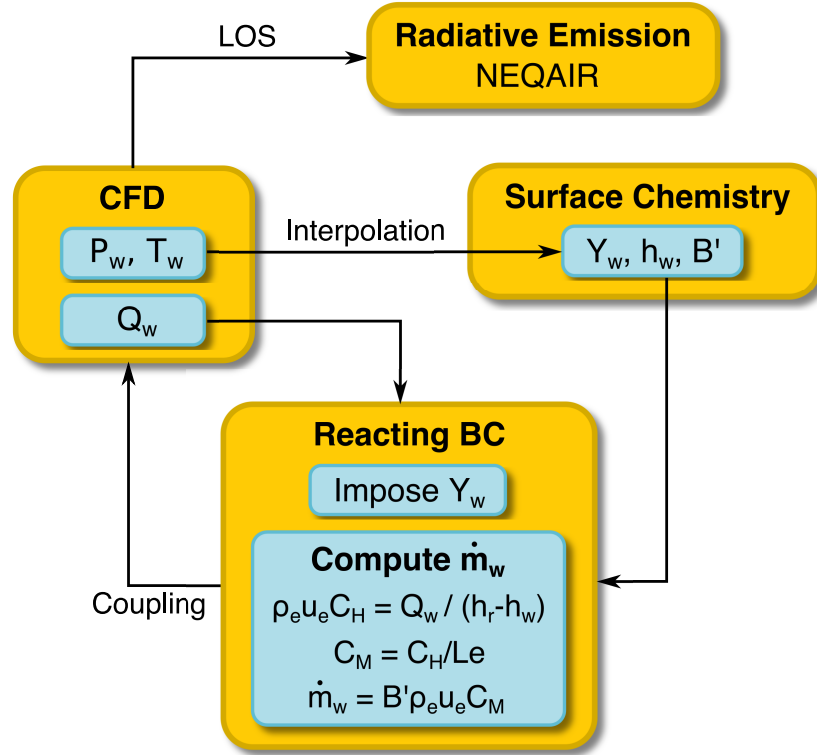 LOS
Radiative Emission
NEQAIR
CFD
P_w, T_w
Q_w
Interpolation
Surface Chemistry
Y_w, h_w, B'
Reacting BC
Impose Y_w
Compute ṁ_w
ρ_e u_e C_H = Q_w / (h_r-h_w)
C_M = C_H/Le
ṁ_w = B'ρ_e u_e C_M
Coupling